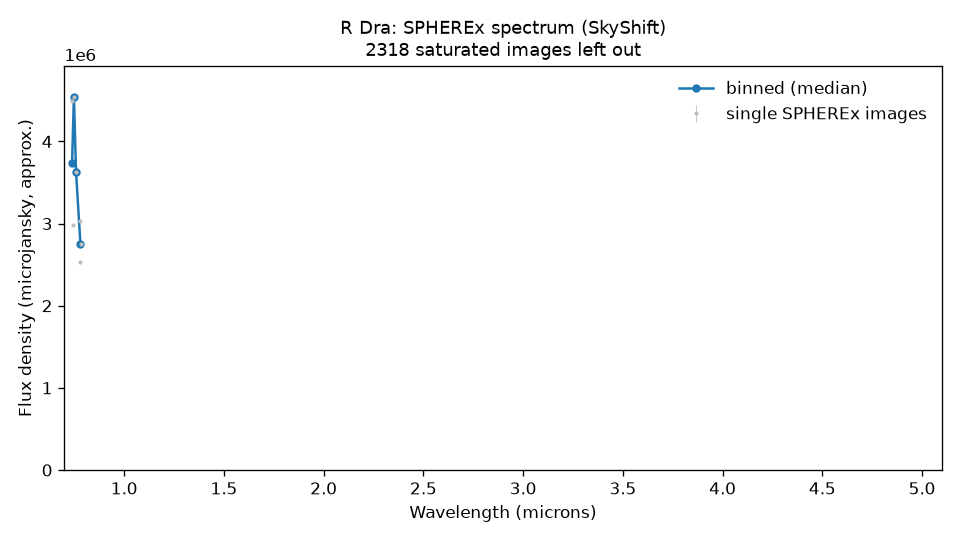 R Dra: SPHEREx spectrum (SkyShift)
2318 saturated images left out
1e6
binned (median)
single SPHEREx images
Flux density (microjansky, approx.)
4
3
2
1
0
1.0 1.5 2.0 2.5 3.0 3.5 4.0 4.5 5.0
Wavelength (microns)